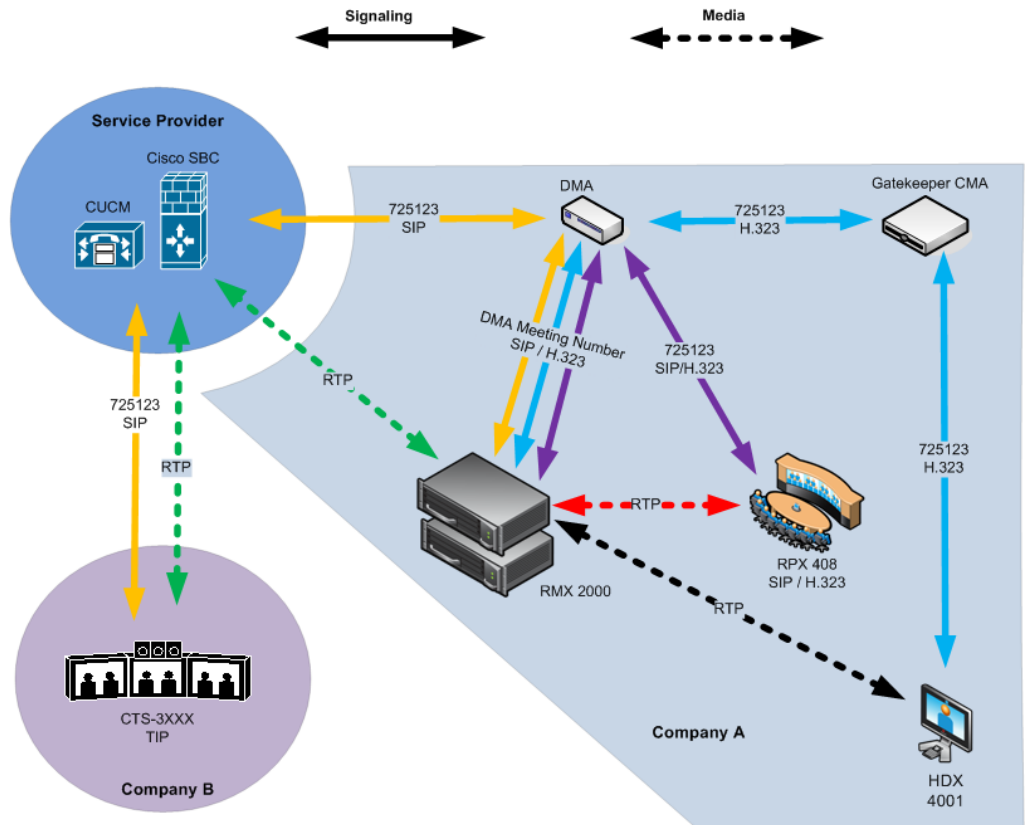 Signaling
Media
Service Provider
Cisco SBC
CUCM
DMA
Gatekeeper CMA
725123
SIP
725123
H.323
DMA Meeting Number
SIP / H.323
725123
SIP/H.323
RTP
725123
SIP
RTP
725123
H.323
RTP
RPX 408
SIP / H.323
RMX 2000
RTP
CTS-3XXX
TIP
Company B
Company A
HDX
4001